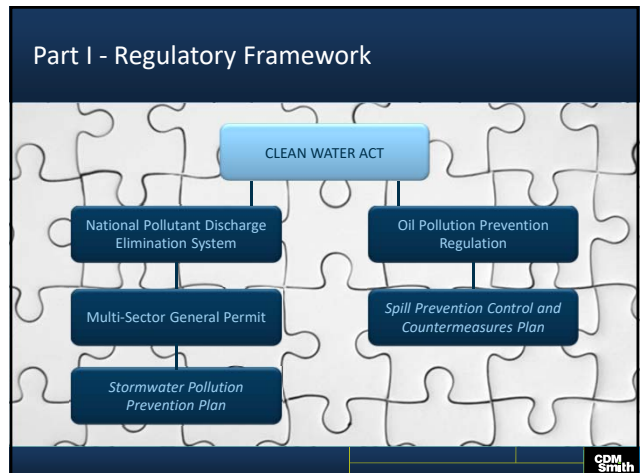 Part I - Regulatory Framework
CLEAN WATER ACT
National Pollutant Discharge
Elimination System
Multi-Sector General Permit
Stormwater Pollution
Prevention Plan
Oil Pollution Prevention
Regulation
Spill Prevention Control and
Countermeasures Plan
CDM
Smith